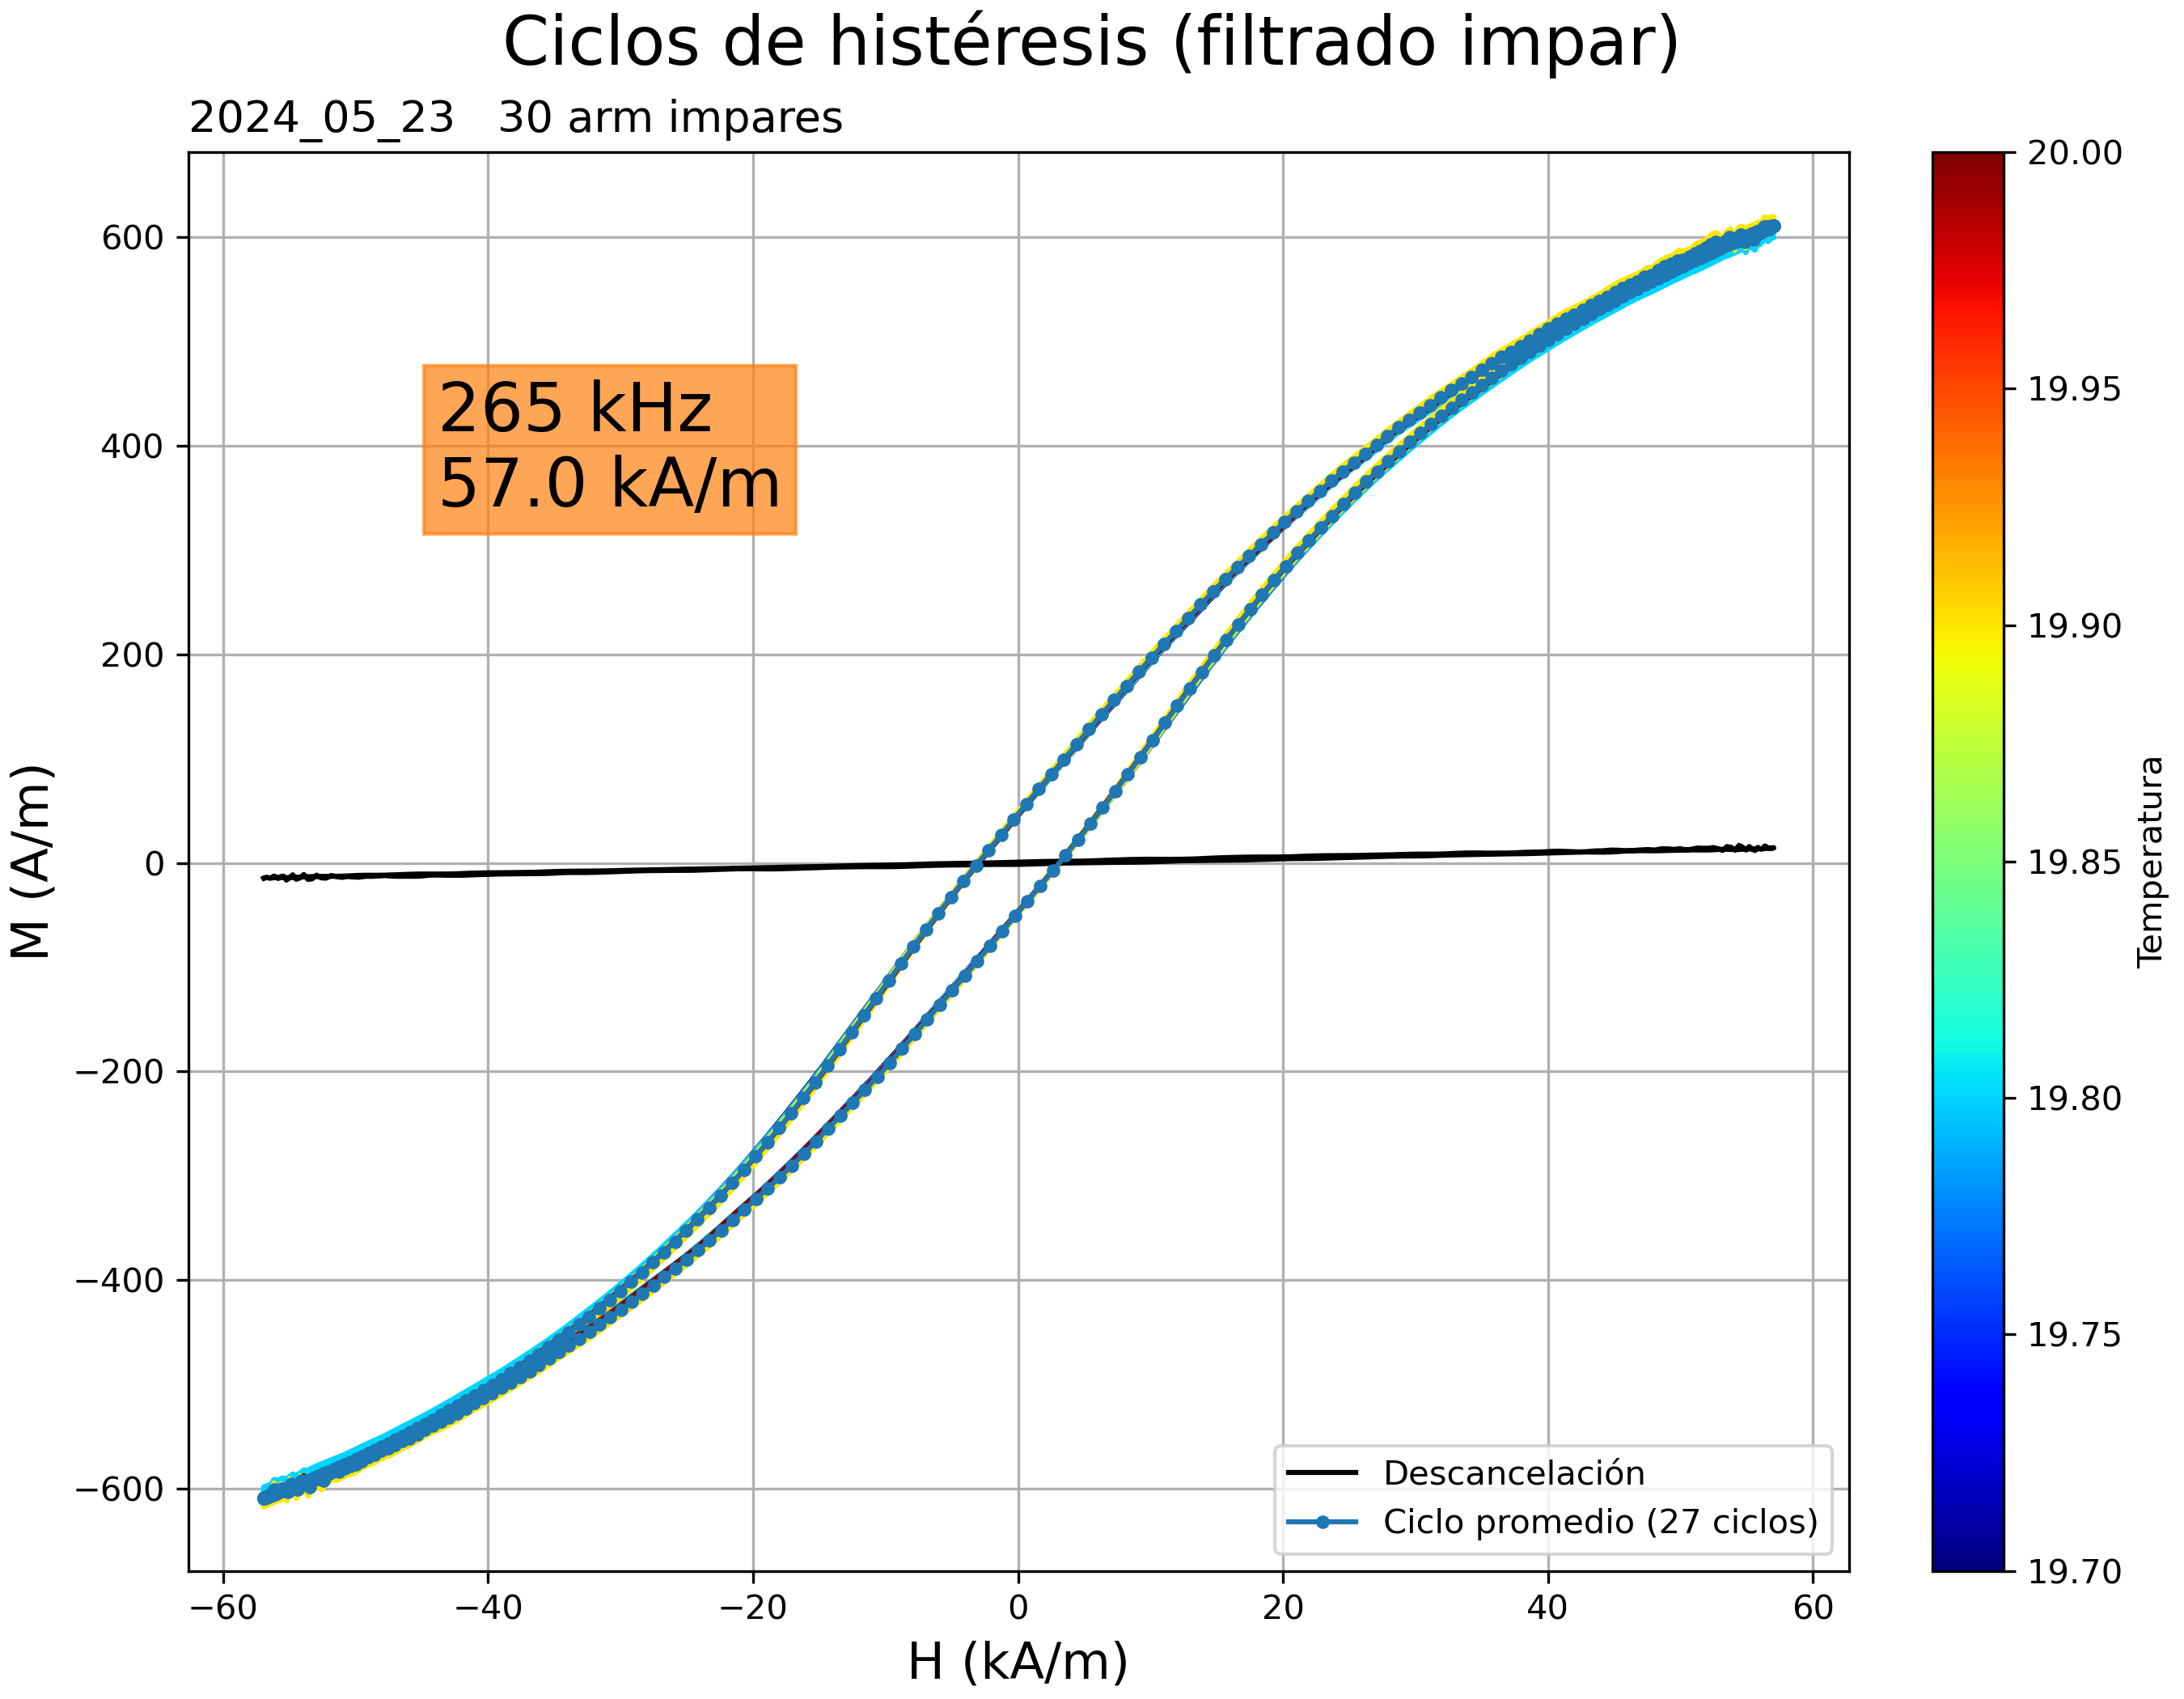 Ciclos de histéresis (filtrado impar)
2024_05_23   30 arm impares
265 kHz
57.0 kA/m
M (A/m)
600
400
200
0
−200
−400
−600
−60
−40
−20
0
20
40
60
H (kA/m)
Descancelación
Ciclo promedio (27 ciclos)
20.00
19.95
19.90
19.85
19.80
19.75
19.70
Temperatura